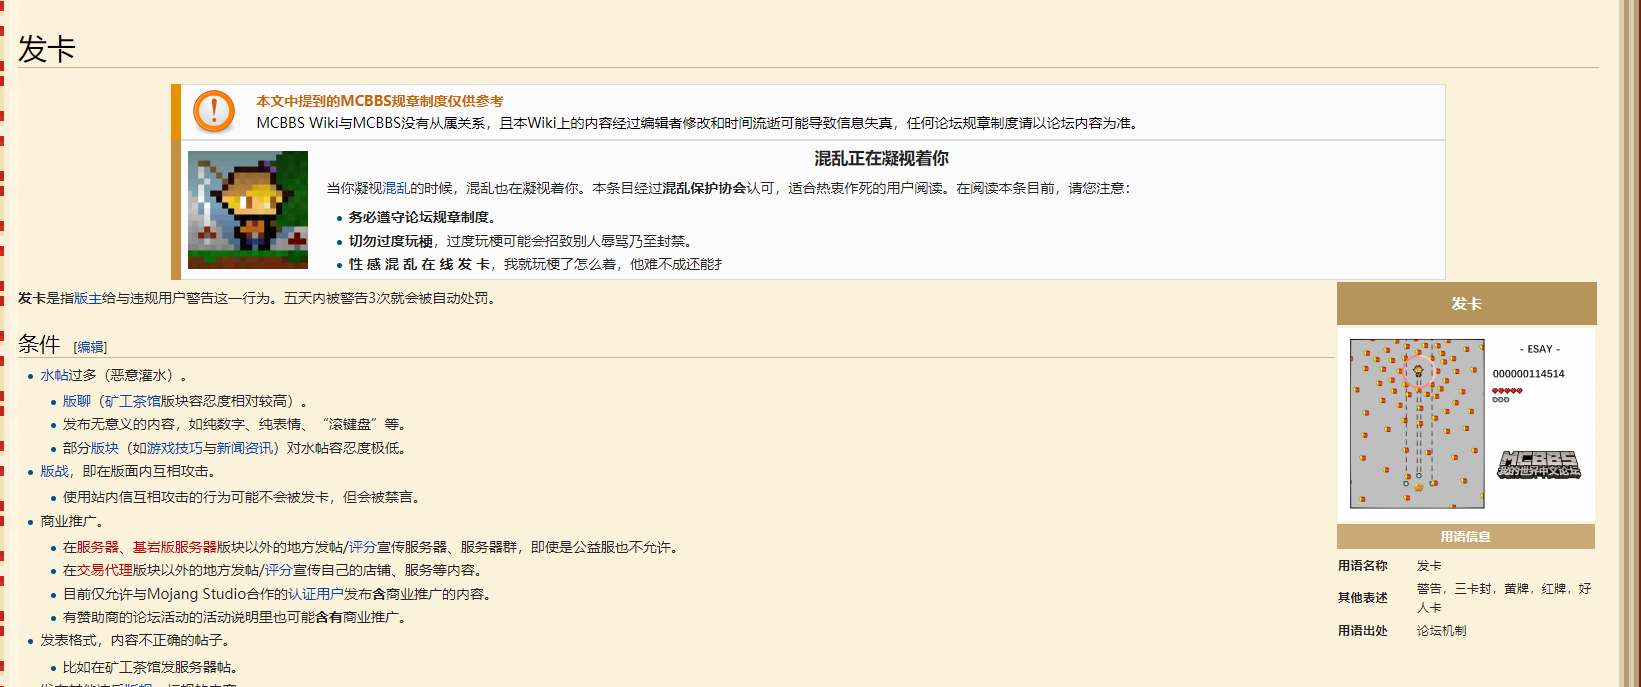 发卡
本文中提到的MCBBS规章制度仅供参考
MCBBS Wiki与MCBBS没有从属关系，且本Wiki上的内容经过编辑者修改和时间流逝可能导致信息失真，任何论坛规章制度请以论坛内容为准。
混乱正在凝视着你
当你凝视混乱的时候，混乱也在凝视着你。本条目经过混乱保护协会认可，适合热衷作死的用户阅读。在阅读本条目前，请您注意：
务必遵守论坛规章制度。
切勿过度玩梗，过度玩梗可能会招致别人辱骂乃至封禁。
性 感 混 乱 在 线 发 卡，我就玩梗了怎么着，他难不成还能
发卡是指版主给与违规用户警告这一行为。五天内被警告3次就会被自动处罚。
条件 [编辑]
水帖过多（恶意灌水）。
版聊（矿工茶馆版块容忍度相对较高）。
发布无意义的内容，如纯数字、纯表情、“滚键盘”等。
部分版块（如游戏技巧与新闻资讯）对水帖容忍度极低。
版战，即在版面内互相攻击。
使用站内信互相攻击的行为可能不会被发卡，但会被禁言。
商业推广。
在服务器、基岩版服务器版块以外的地方发帖/评分宣传服务器、服务器群，即使是公益服也不允许。
在交易代理版块以外的地方发帖/评分宣传自己的店铺、服务等内容。
目前仅允许与Mojang Studio合作的认证用户发布含商业推广的内容。
有赞助商的论坛活动的活动说明里也可能含有商业推广。
发表格式，内容不正确的帖子。
比如在矿工茶馆发服务器帖。
发卡
- ESAY -
000000114514
MCBBS
我的世界中文论坛
用语信息
用语名称 发卡
其他表述 警告，三卡封，黄牌，红牌，好
人卡
用语出处 论坛机制